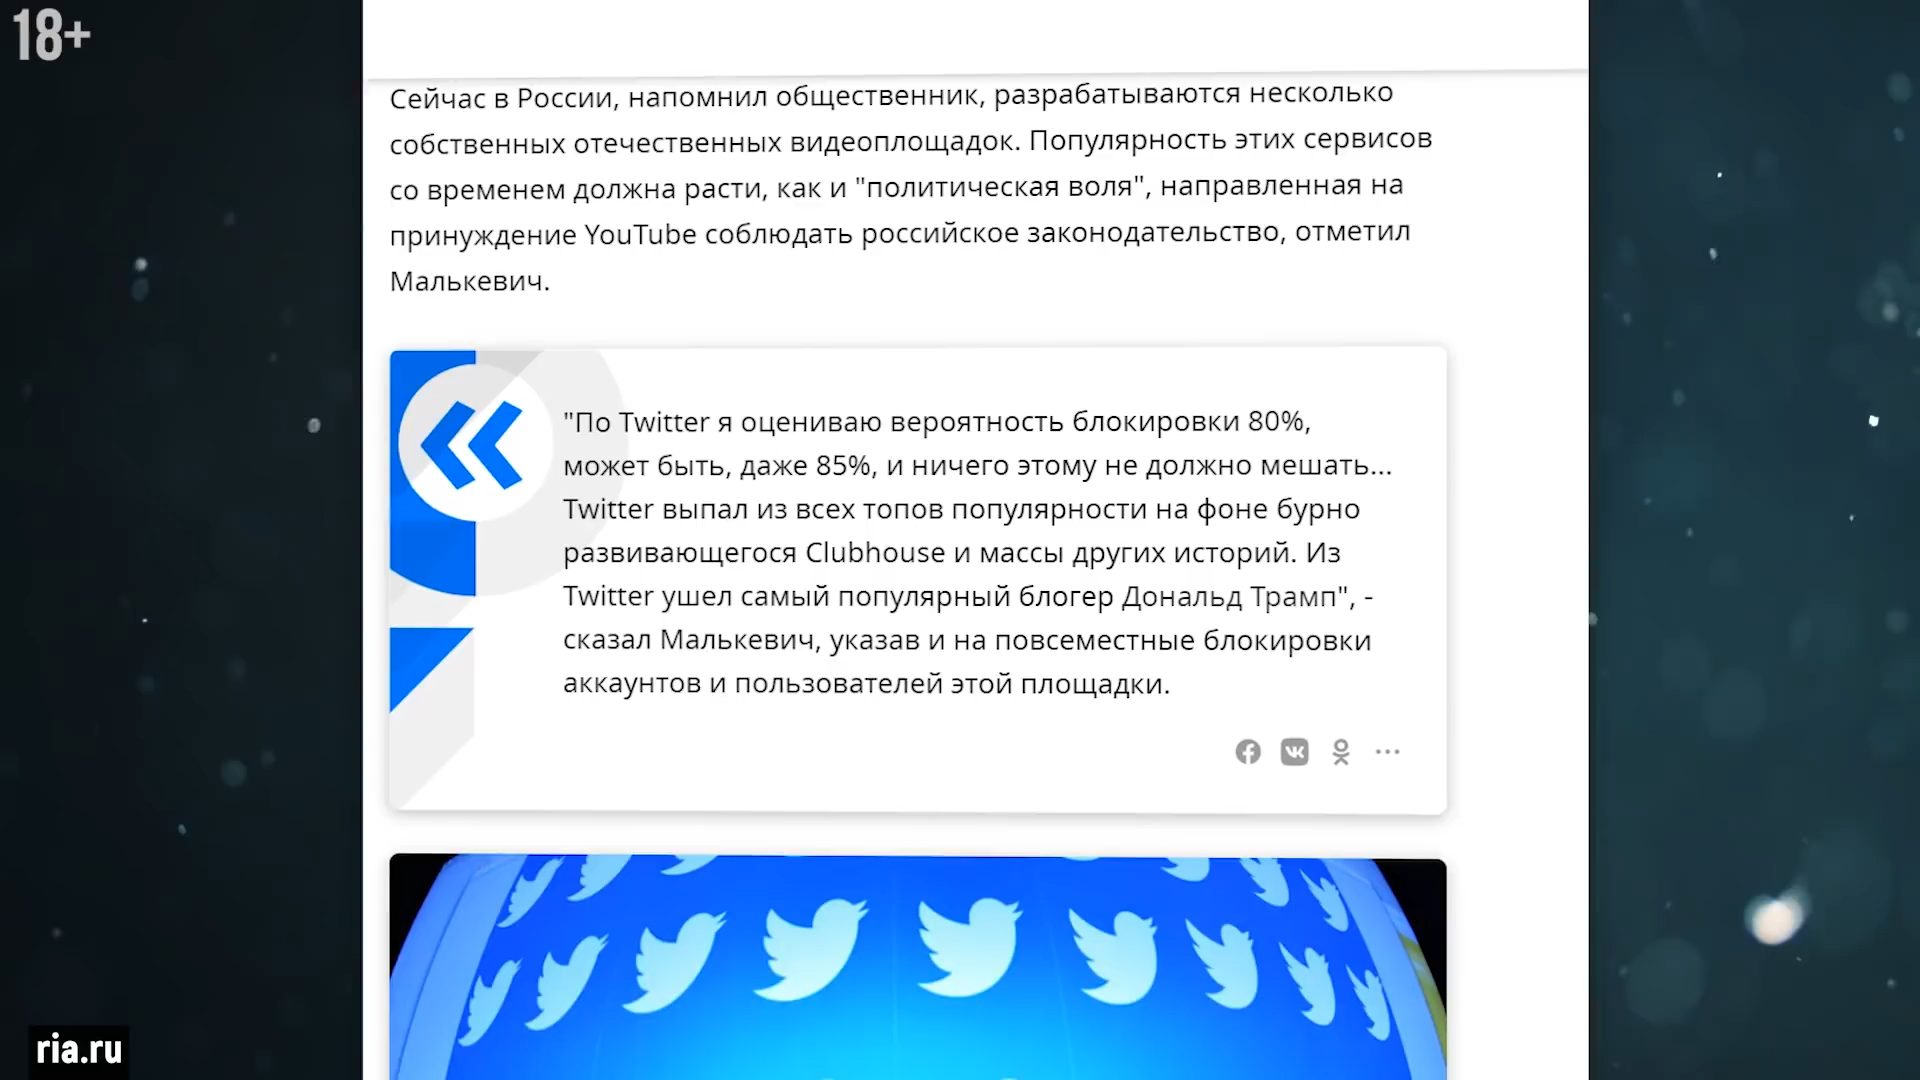 18+
Сейчас в России, напомнил общественник, разрабатываются несколько
собственных отечественных видеоплощадок. Популярность этих сервисов
со временем должна расти, как и "политическая воля", направленная на
принуждение YouTube соблюдать российское законодательство, отметил
Малькевич.
"По Twitter я оцениваю вероятность блокировки 80%,
может быть, даже 85%, и ничего этому не должно мешать...
Twitter выпал из всех топов популярности на фоне бурно
развивающегося Clubhouse и массы других историй. Из
Twitter ушел самый популярный блогер Дональд Трамп", -
сказал Малькевич, указав и на повсеместные блокировки
аккаунтов и пользователей этой площадки.
ria.ru